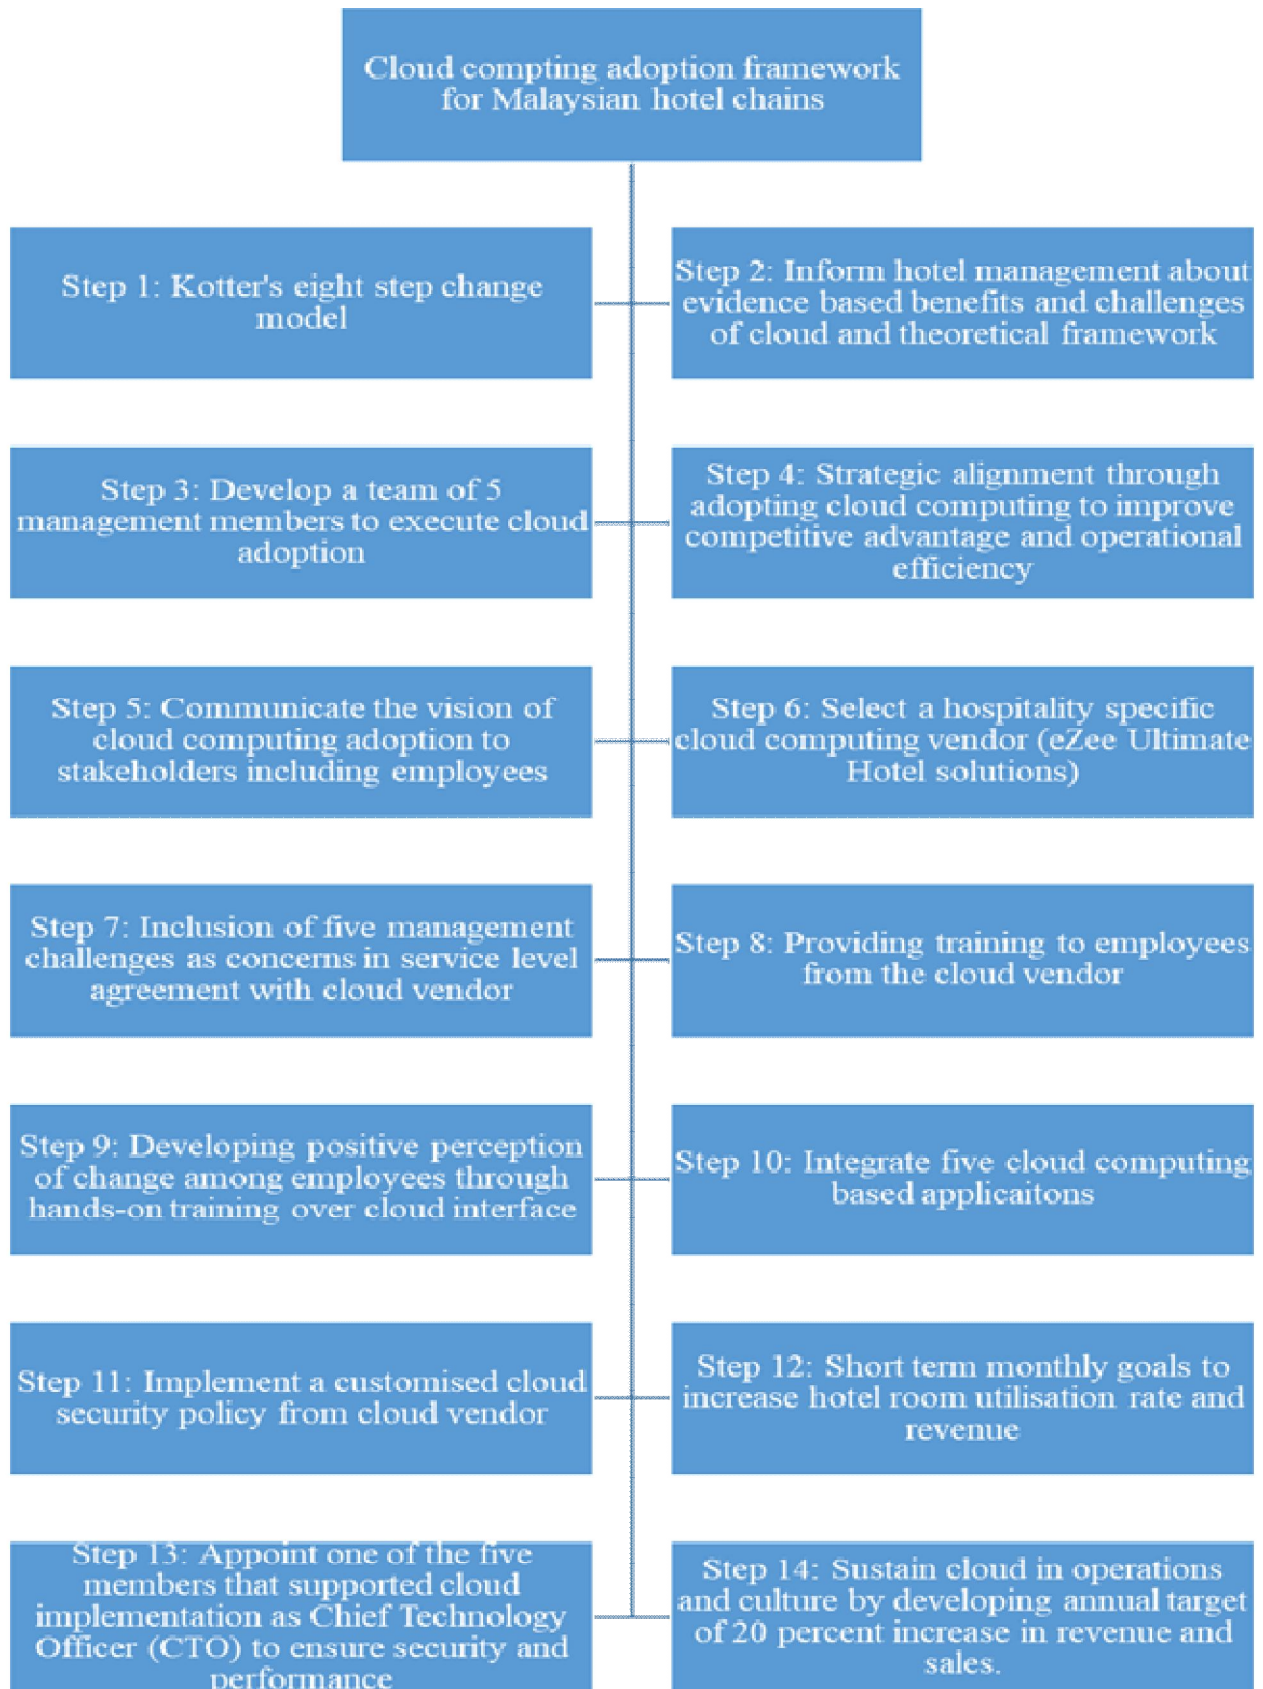 Cloud compting adoption framework
for Malaysian hotel chains
Step 1: Kotter's eight step change
model
Step 2: Inform hotel management about
evidence based benefits and challenges
of cloud and theoretical framework
Step 3: Develop a team of 5
management members to execute cloud
adoption
Step 4: Strategic alignment through
adopting cloud computing to improve
competitive advantage and operational
efficiency
Step 5: Communicate the vision of
cloud computing adoption to
stakeholders including employees
Step 6: Select a hospitality specific
cloud computing vendor (eZee Ultimate
Hotel solutions)
Step 7: Inclusion of five management
challenges as concerns in service level
agreement with cloud vendor
Step 8: Providing training to employees
from the cloud vendor
Step 9: Developing positive perception
of change among employees through
hands-on training over cloud interface
Step 10: Integrate five cloud computing
based applicaitons
Step 11: Implement a customised cloud
security policy from cloud vendor
Step 12: Short term monthly goals to
increase hotel room utilisation rate and
revenue
Step 13: Appoint one of the five
members that supported cloud
implementation as Chief Technology
Officer (CTO) to ensure security and
performance
Step 14: Sustain cloud in operations
and culture by developing annual target
of 20 percent increase in revenue and
sales.